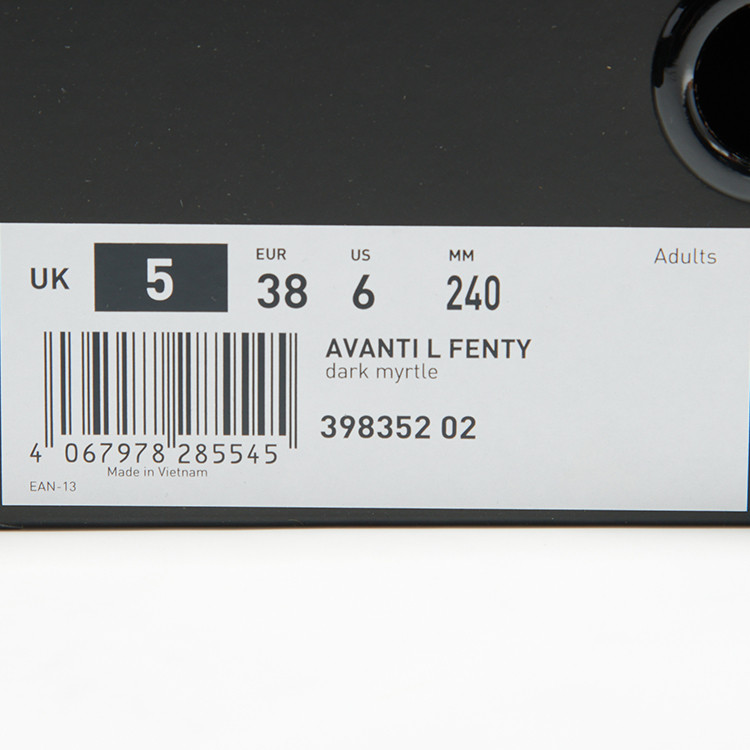 EUR US MM Adults
UK 5 38 6 240
AVANTI L FENTY
dark myrtle
398352 02
4 067978 285545
Made in Vietnam
EAN-13